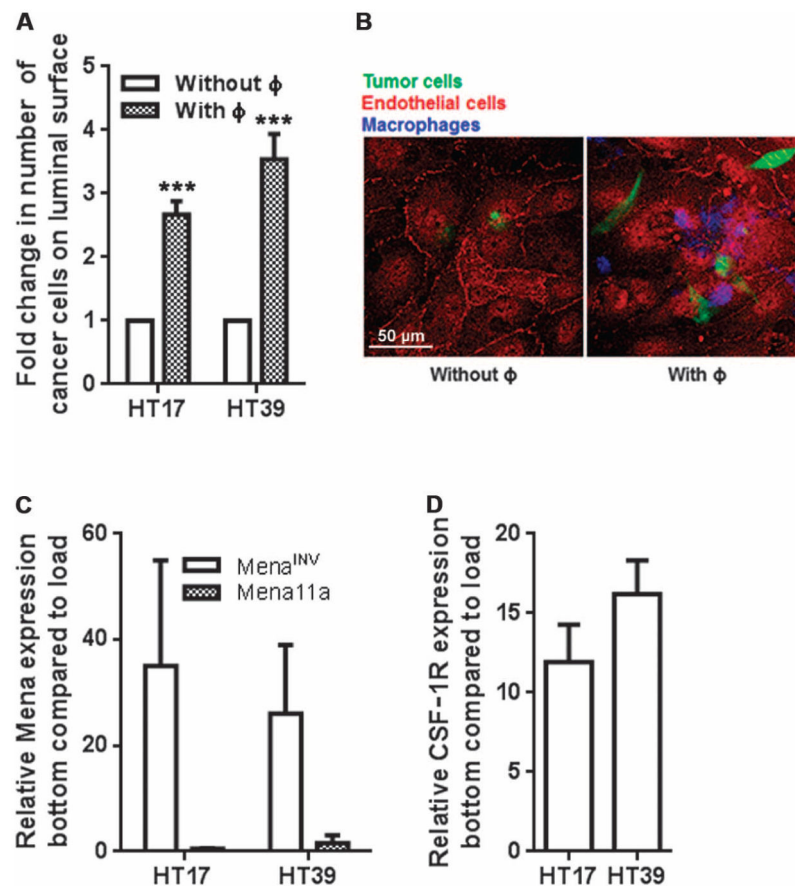 A
Fold change in number of
cancer cells on luminal surface
5
4
3
2
1
0
Without ϕ
With ϕ
***
***
HT17
HT39
B
Tumor cells
Endothelial cells
Macrophages
50 µm
Without ϕ
With ϕ
C
Relative Mena expression
bottom compared to load
60
40
20
0
Mena^INV
Mena11a
HT17
HT39
D
Relative CSF-1R expression
bottom compared to load
20
15
10
5
0
HT17
HT39